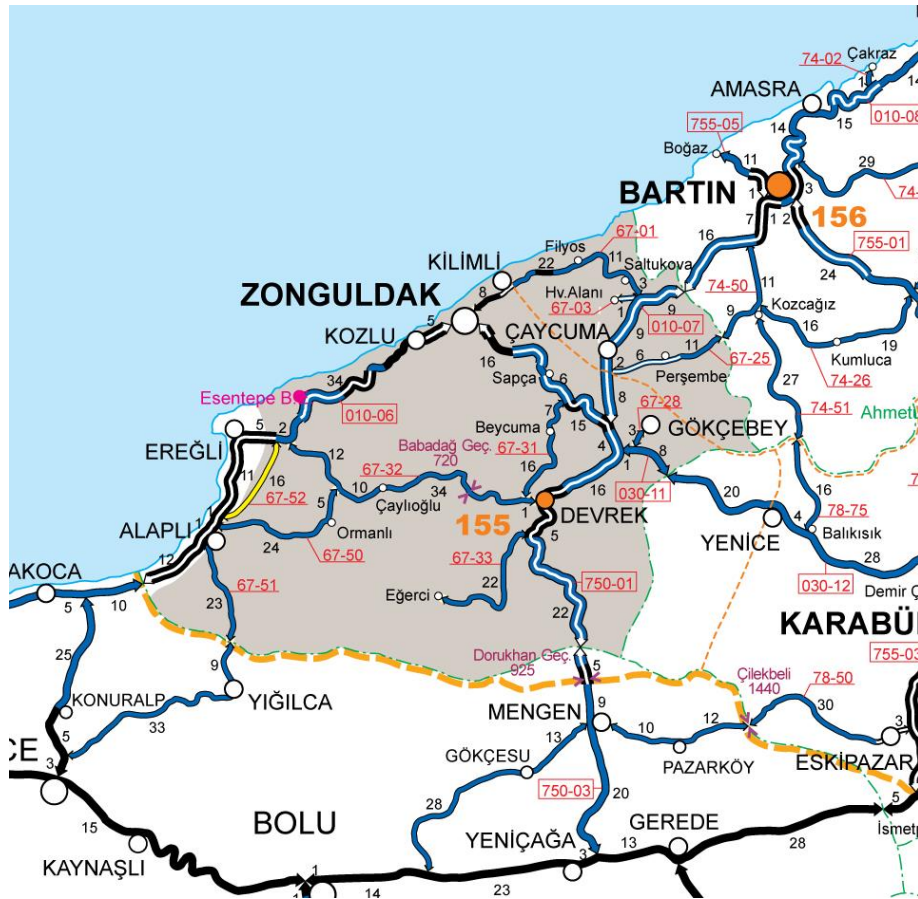 Çakraz
74-02
1
14
AMASRA
15
010-08
14
755-05
Boğaz
11
29
74-
BARTIN
1
3
7
1
2
156
755-01
67-01
Filyos
16
24
KİLİMLİ
22
11
Saltukova
74-50
11
8
3
Hv.Alanı
ZONGULDAK
67-03
1
9
Kozcağız
5
KOZLU
ÇAYCUMA
010-07
9
9
16
19
16
2
6
11
67-25
Kumluca
Perşembe
74-26
34
Sapça
6
27
Esentepe B
67-28
8
74-51
010-06
7
15
Ahmetu
5
2
Beycuma
3
GÖKÇEBEY
EREĞLİ
Babadağ Geç.
67-31
4
8
12
720
1
11
16
67-32
16
16
030-11
16
67-52
10
34
78-75
5
Çaylıoğlu
1
20
4
ALAPLI
1
155
DEVREK
Balıkısık
Ormanlı
YENİCE
24
67-50
67-33
5
28
12
67-51
750-01
030-12
AKOCA
22
Demir Ç
5
10
23
Eğerci
22
KARABÜ
755-03
Dorukhan Geç.
25
9
925
5
Çilekbeli
1440
78-50
KONURALP
YIĞILCA
MENGEN
9
12
30
33
13
10
3
5
CE
GÖKÇESU
PAZARKÖY
ESKİPAZAR
3
750-03
28
20
5
15
BOLU
GEREDE
İsmetp
YENİÇAĞA
13
28
KAYNAŞLI
3
1
14
23
1